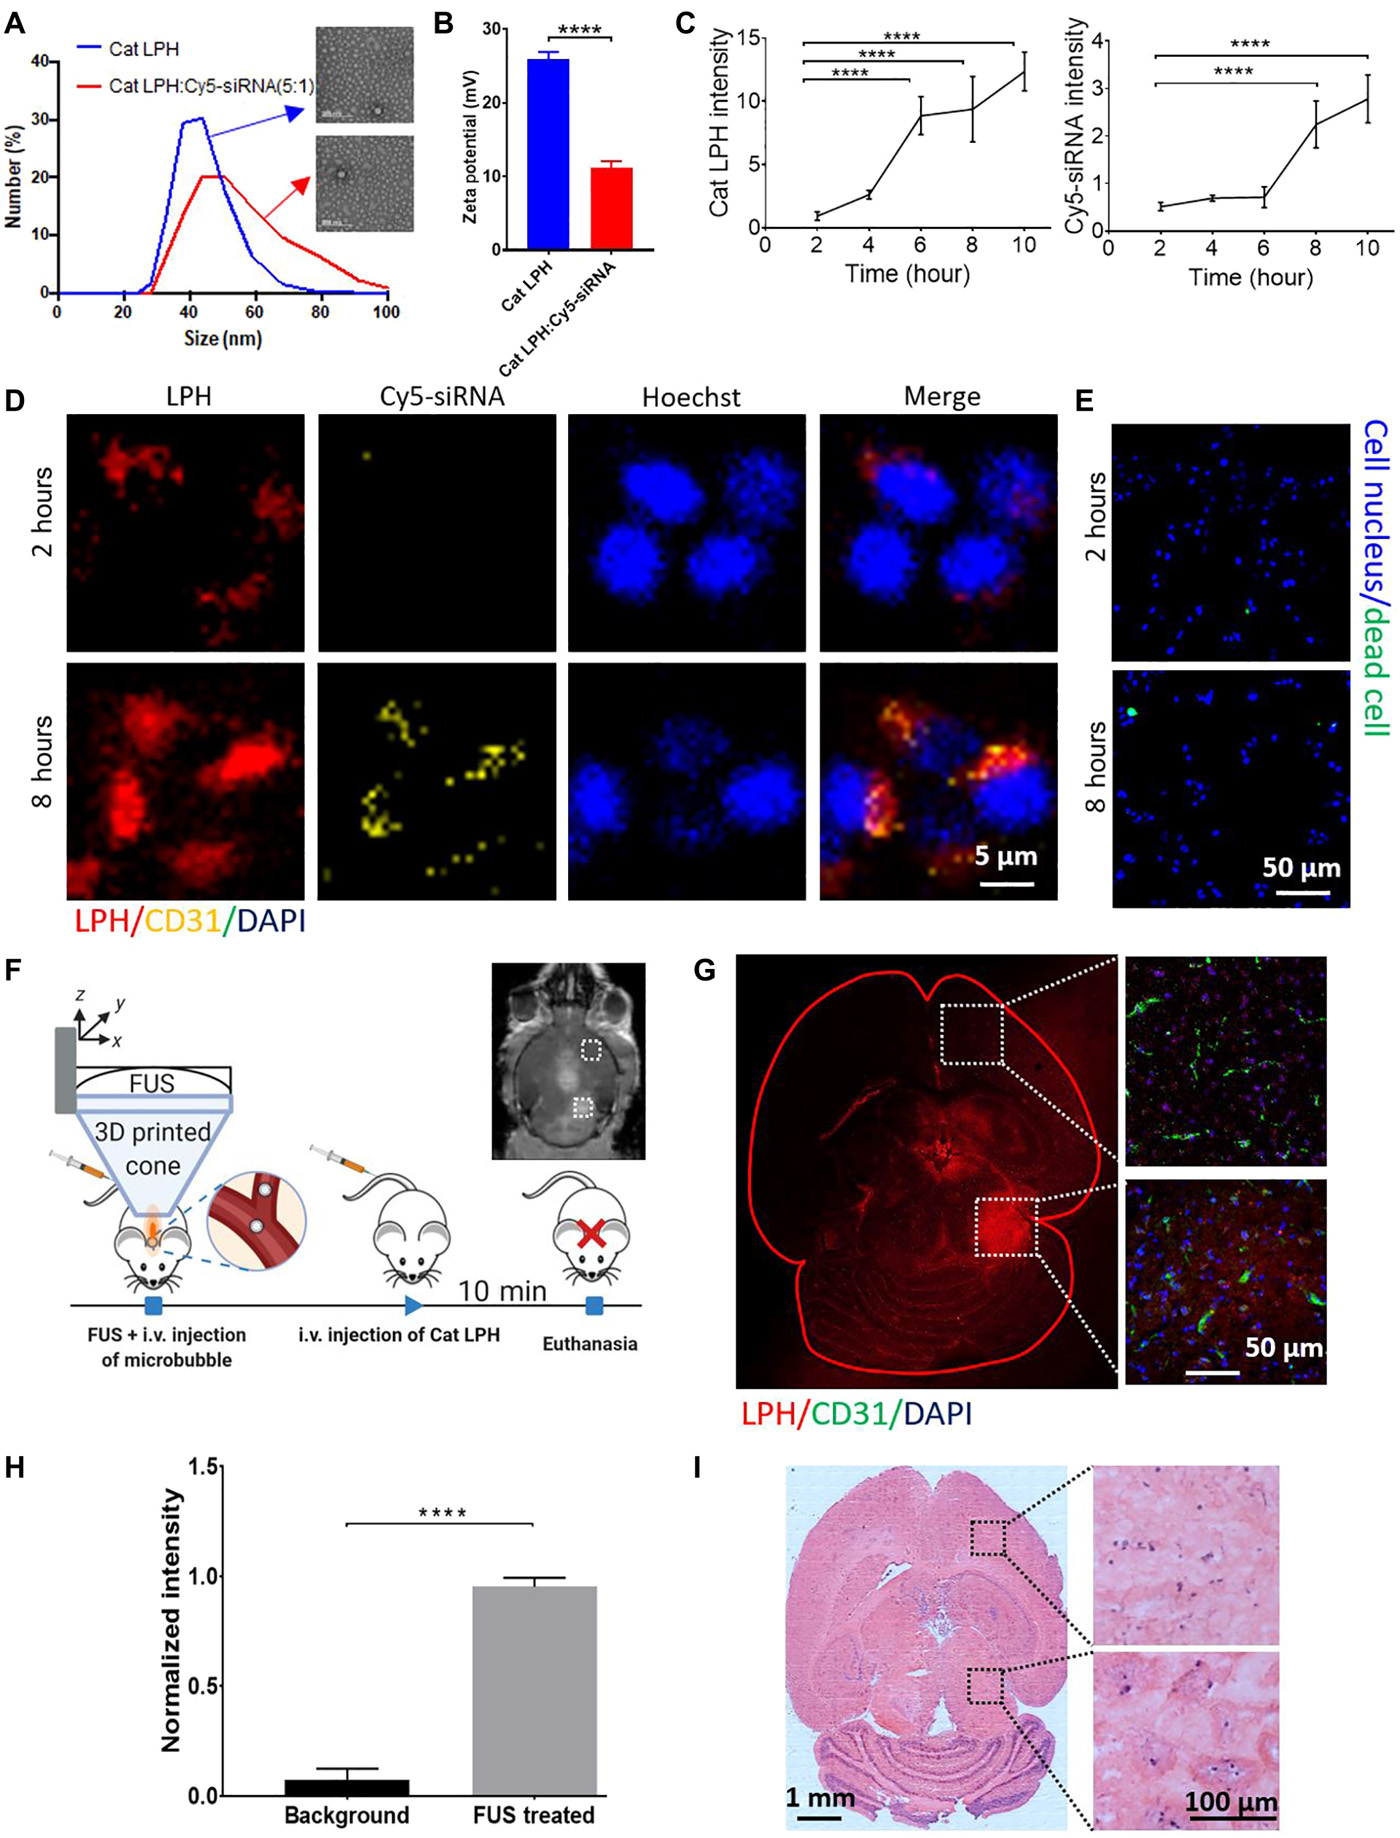 A
Cat LPH
Cat LPH:Cy5-siRNA(5:1)
Number (%)
40
30
20
10
0
0 20 40 60 80 100
Size (nm)
B
****
Zeta potential (mV)
30
20
10
0
Cat LPH
Cat LPH:Cy5-siRNA
C
****
****
****
Cat LPH intensity
15
10
5
0
0 2 4 6 8 10
Time (hour)
****
****
Cy5-siRNA intensity
4
3
2
1
0
0 2 4 6 8 10
Time (hour)
D
LPH Cy5-siRNA Hoechst Merge
2 hours
8 hours
5 µm
LPH/CD31/DAPI
E
2 hours
8 hours
50 µm
Cell nucleus/dead cell
F
z
y
x
FUS
3D printed
cone
10 min
FUS + i.v. injection
of microbubble
i.v. injection of Cat LPH
Euthanasia
G
50 µm
LPH/CD31/DAPI
H
****
Normalized intensity
1.5
1.0
0.5
0.0
Background FUS treated
I
1 mm
100 µm